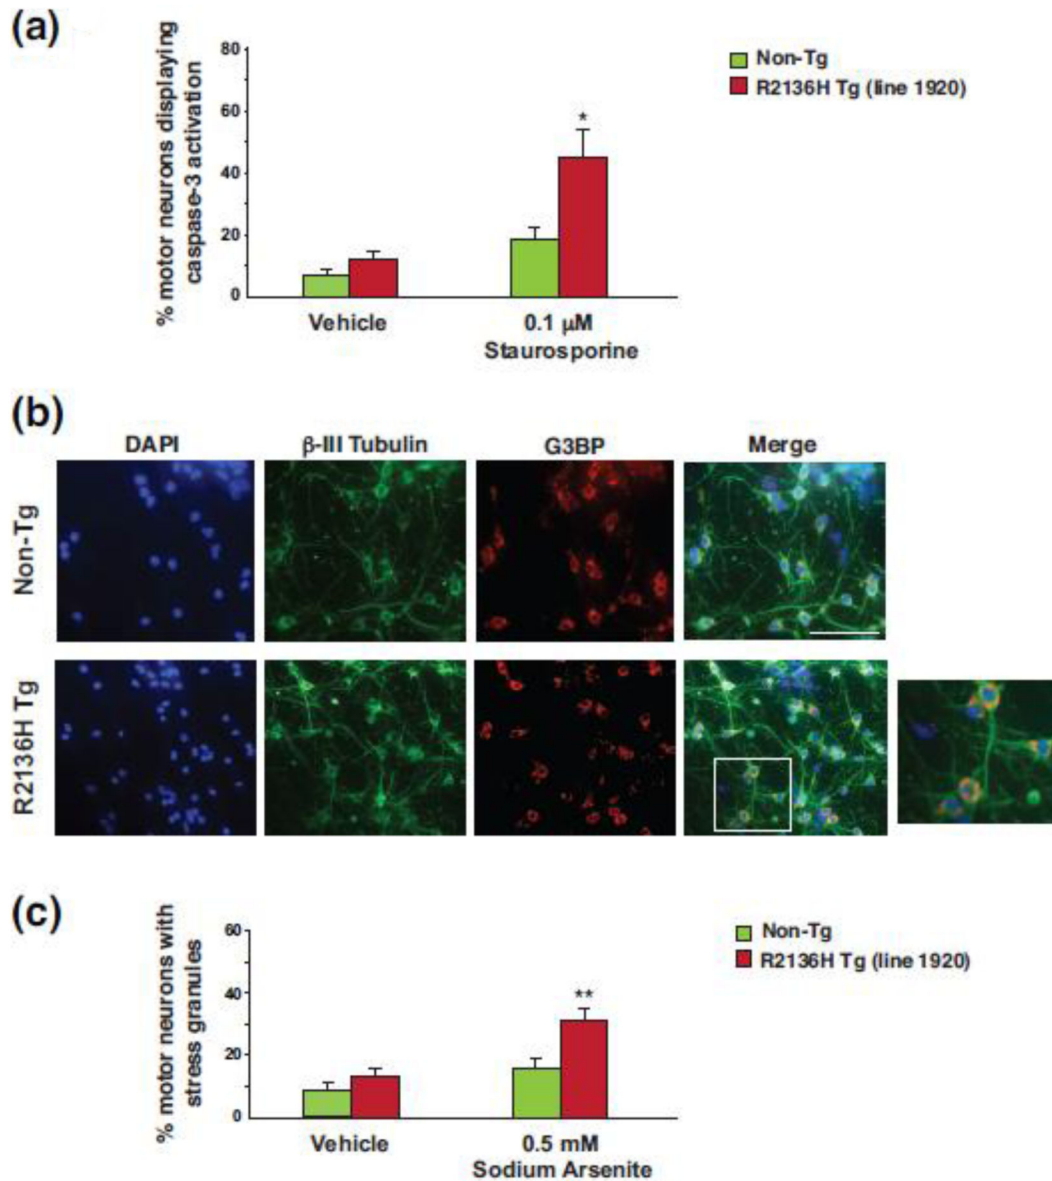 (a)
% motor neurons displaying
caspase-3 activation
80
60
40
20
0
Vehicle
0.1 μM
Staurosporine
Non-Tg
R2136H Tg (line 1920)
*
(b)
DAPI
β-III Tubulin
G3BP
Merge
Non-Tg
R2136H Tg
(c)
% motor neurons with
stress granules
60
40
20
0
Vehicle
0.5 mM
Sodium Arsenite
Non-Tg
R2136H Tg (line 1920)
**